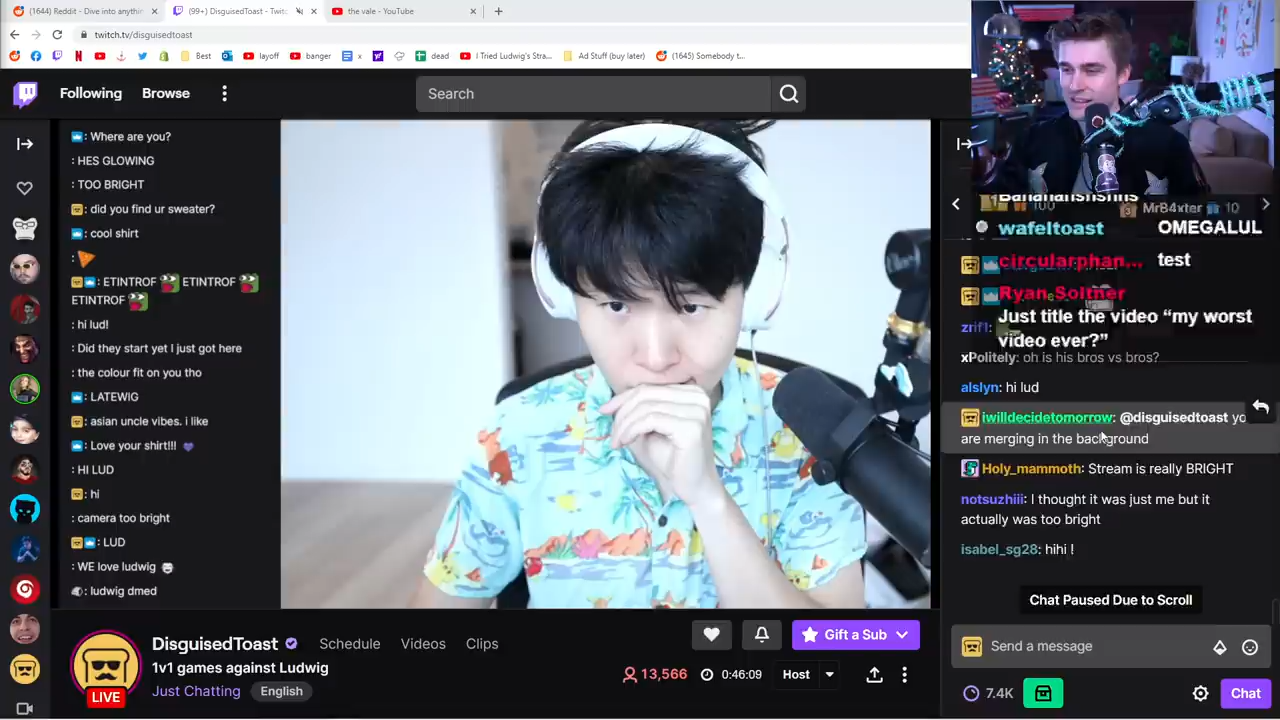 (1644) Reddit - Dive into anythin
(99+) DisguisedToast - Twitc
the vale - YouTube
twitch.tv/disguisedtoast
Best
layoff
banger
x
dead
I Tried Ludwig's Stra...
Ad Stuff (buy later)
(1645) Somebody t...
Following
Browse
Search
: Where are you?
: HES GLOWING
: TOO BRIGHT
: did you find ur sweater?
: cool shirt
:
: ETINTROF ETINTROF
ETINTROF
: hi lud!
: Did they start yet I just got here
: the colour fit on you tho
: LATEWIG
: asian uncle vibes. i like
: Love your shirt!!!
: HI LUD
: hi
: camera too bright
: LUD
: WE love ludwig
: ludwig dmed
100
MrB4xter 10
wafeltoast OMEGALUL
circularphan... test
Ryan Soltner
Just title the video “my worst
video ever?”
xPolitely: oh is his bros vs bros?
alslyn: hi lud
iwilldecidetomorrow: @disguisedtoast yo
are merging in the background
Holy_mammoth: Stream is really BRIGHT
notsuzhiii: I thought it was just me but it
actually was too bright
isabel_sg28: hihi !
Chat Paused Due to Scroll
Send a message
7.4K
Chat
LIVE
DisguisedToast
Schedule
Videos
Clips
Gift a Sub
1v1 games against Ludwig
Just Chatting
English
13,566
0:46:09
Host